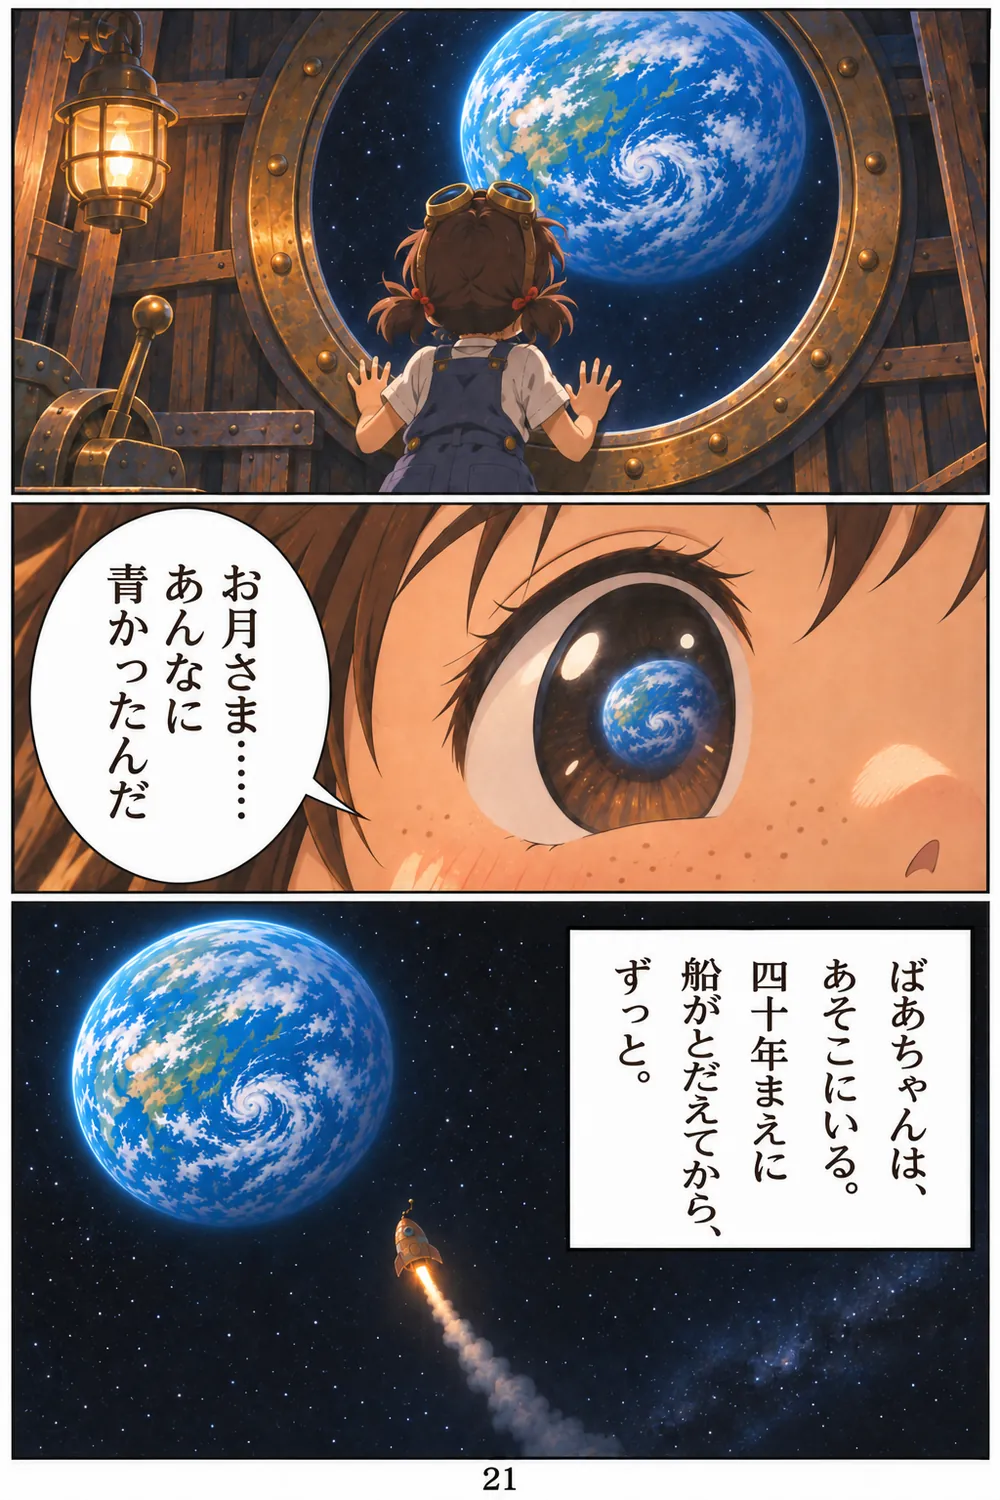 お月さま……
あんなに
青かったんだ
ばあちゃんは、
あそこにいる。
四十年まえに
船がとだえてから、
ずっと。
21